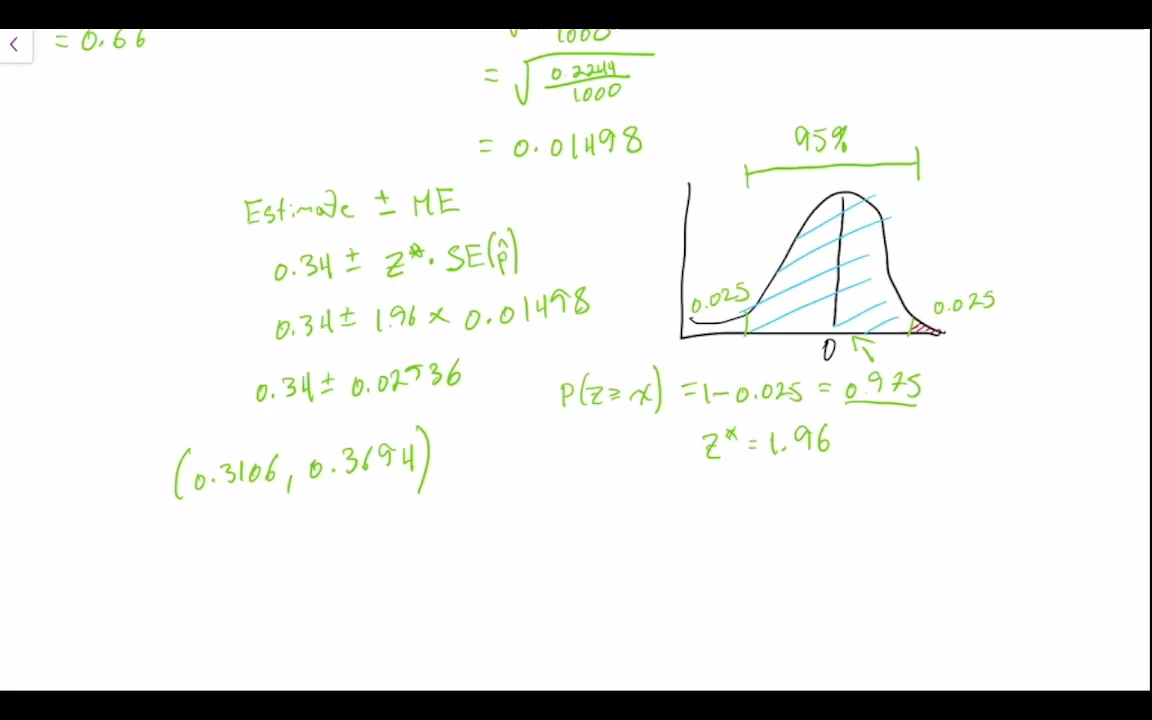 = 0.66
1000
= √ 0.2244
1000
= 0.01498
95%
Estimate ± ME
0.34 ± Z*. SE(p̂)
0.34 ± 1.96 × 0.01498
0.025
0.025
0
0.34 ± 0.02936
P(Z ≥ x) = 1 - 0.025 = 0.975
Z* = 1.96
(0.3106, 0.3694)